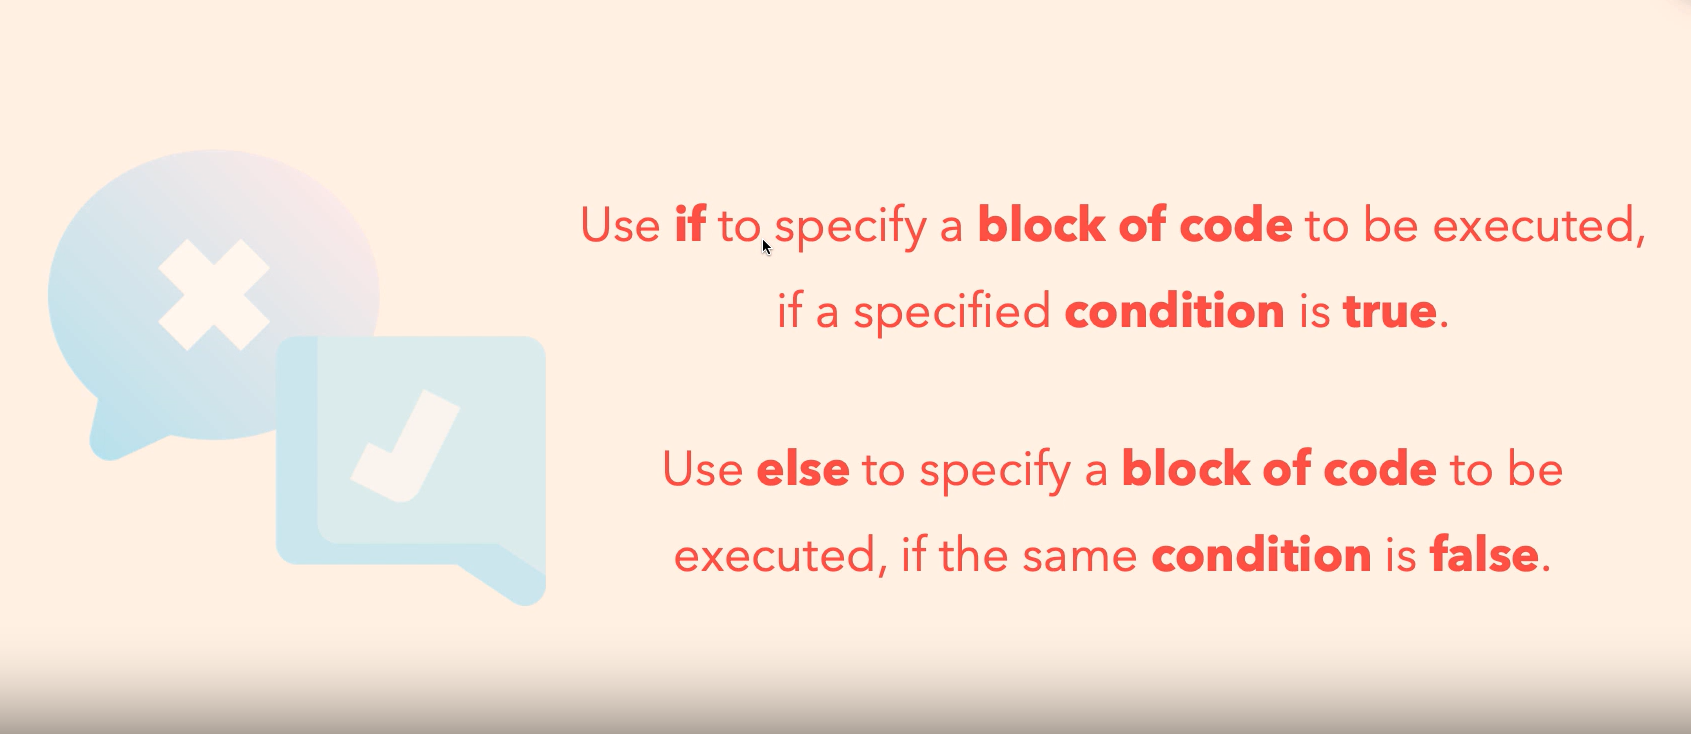 Use if to specify a block of code to be executed,
if a specified condition is true.
Use else to specify a block of code to be
executed, if the same condition is false.